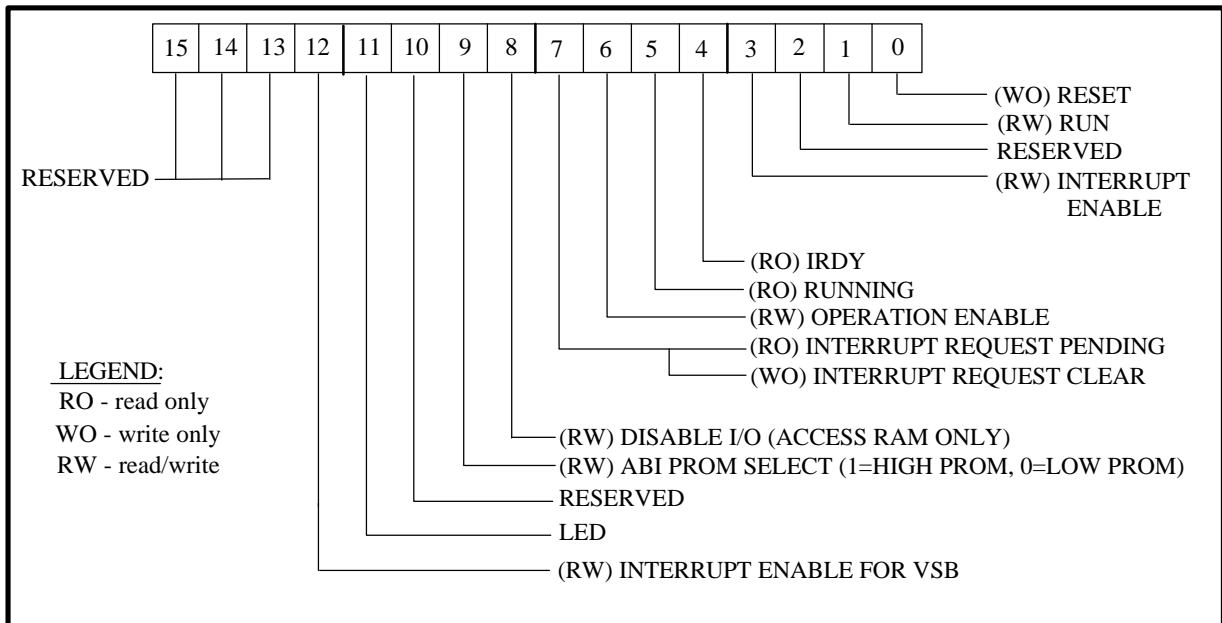 15 14 13 12 11 10 9 8 7 6 5 4 3 2 1 0
(WO) RESET
(RW) RUN
RESERVED
RESERVED
(RW) INTERRUPT
ENABLE
(RO) IRDY
(RO) RUNNING
(RW) OPERATION ENABLE
(RO) INTERRUPT REQUEST PENDING
(WO) INTERRUPT REQUEST CLEAR
LEGEND:
RO - read only
WO - write only
RW - read/write
(RW) DISABLE I/O (ACCESS RAM ONLY)
(RW) ABI PROM SELECT (1=HIGH PROM, 0=LOW PROM)
RESERVED
LED
(RW) INTERRUPT ENABLE FOR VSB